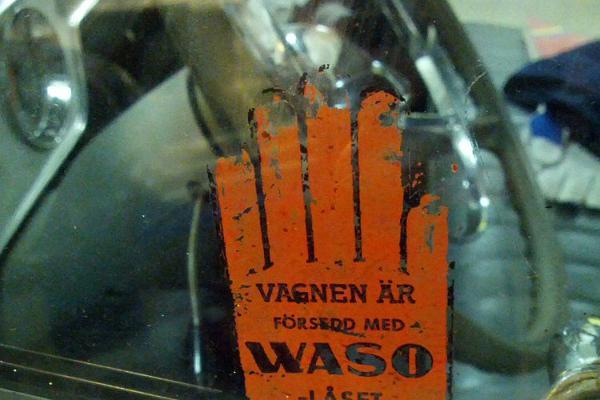 VAGNEN ÄR
FÖRSEDD MED
WASO
-LÅSET